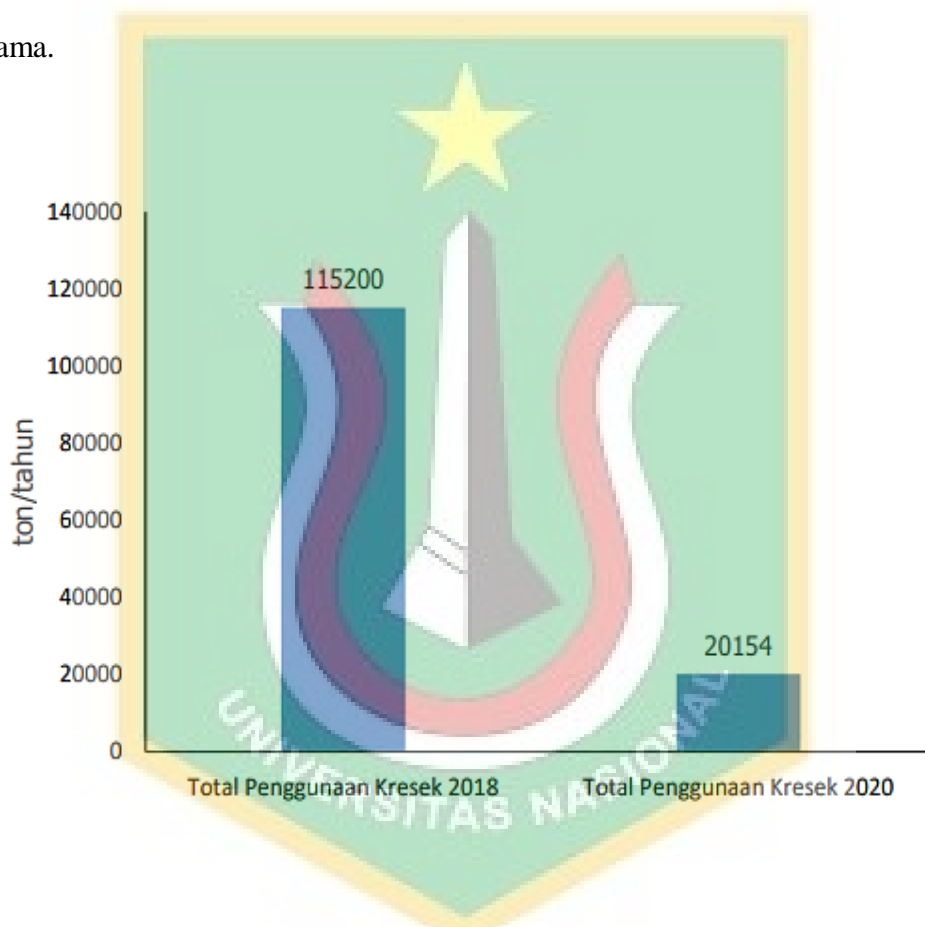 ama.
140000
115200
120000
100000
80000
ton/tahun
60000
40000
20154
20000
0
Total Penggunaan Kresek 2018 Total Penggunaan Kresek 2020
UNIVERSITAS NASIONAL